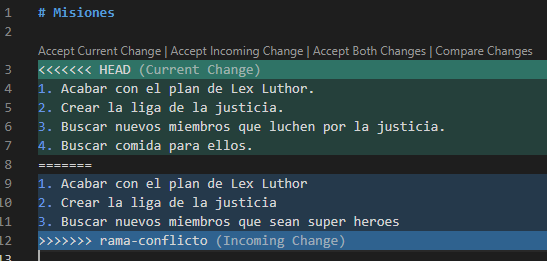 1 # Misiones
2
Accept Current Change | Accept Incoming Change | Accept Both Changes | Compare Changes
3 <<<<<<< HEAD (Current Change)
4 1. Acabar con el plan de Lex Luthor.
5 2. Crear la liga de la justicia.
6 3. Buscar nuevos miembros que luchen por la justicia.
7 4. Buscar comida para ellos.
8 =======
9 1. Acabar con el plan de Lex Luthor
10 2. Crear la liga de la justicia
11 3. Buscar nuevos miembros que sean super heroes
12 >>>>>>> rama-conflicto (Incoming Change)
13